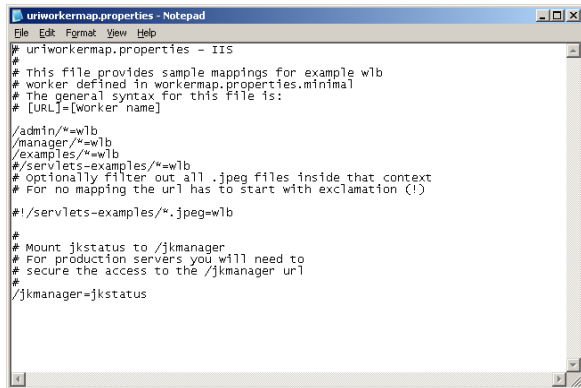 uriworkermap.properties - Notepad
File Edit Format View Help
# uriworkermap.properties - IIS
#
# This file provides sample mappings for example wlb
# worker defined in workermap.properties.minimal
# The general syntax for this file is:
# [URL]=[Worker name]
/admin/*=wlb
/manager/*=wlb
/examples/*=wlb
#/servlets-examples/*=wlb
# Optionally filter out all .jpeg files inside that context
# For no mapping the url has to start with exclamation (!)
#!/servlets-examples/*.jpeg=wlb
#
# Mount jkstatus to /jkmanager
# For production servers you will need to
# secure the access to the /jkmanager url
#
/jkmanager=jkstatus